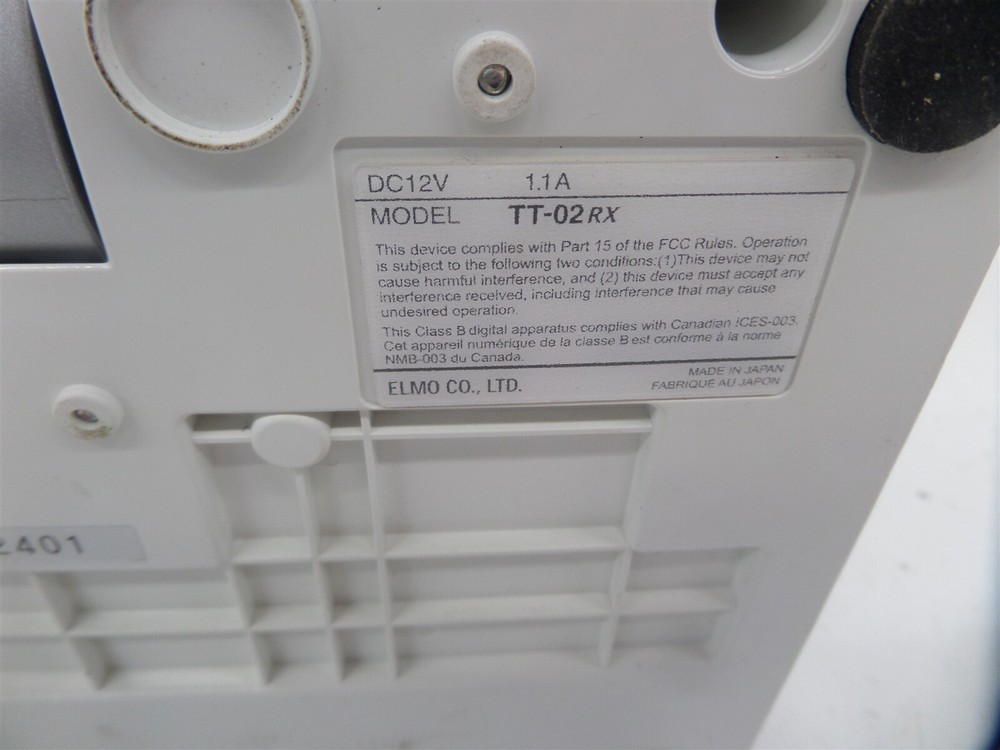 DC12V 1.1A
MODEL TT-02RX
This device complies with Part 15 of the FCC Rules. Operation
is subject to the following two conditions:(1)This device may not
cause harmful interference, and (2) this device must accept any
interference received, including interference that may cause
undesired operation.
This Class B digital apparatus complies with Canadian ICES-003.
Cet appareil numérique de la classe B est conforme à la norme
NMB-003 du Canada.
MADE IN JAPAN
ELMO CO., LTD. FABRIQUE AU JAPON
2401